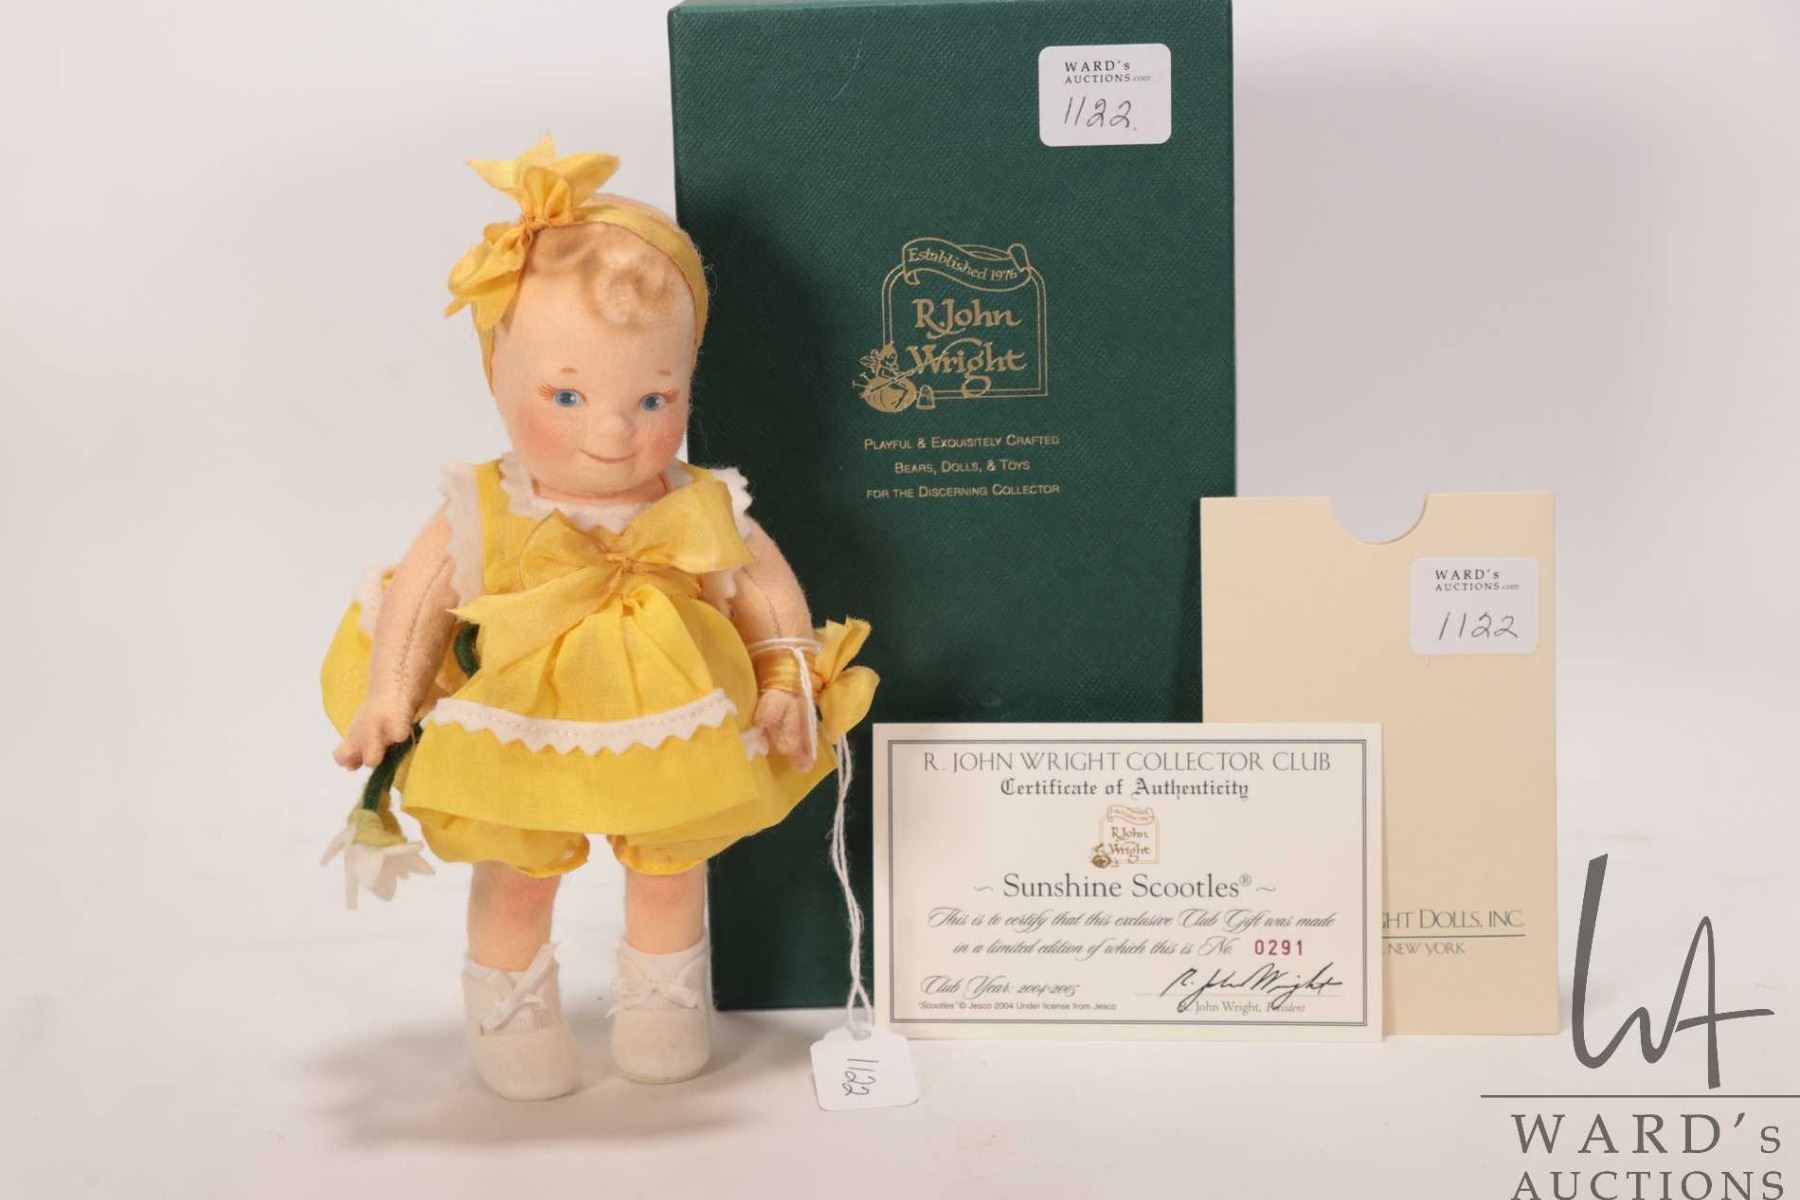 WARD's
AUCTIONS.com
1122.
Established 1976
R. John
Wright
PLAYFUL & EXQUISITELY CRAFTED
BEARS, DOLLS, & TOYS
FOR THE DISCERNING COLLECTOR
WARD's
AUCTIONS.com
1122
R. JOHN WRIGHT COLLECTOR CLUB
Certificate of Authenticity
R. John
Wright
~ Sunshine Scootles® ~
This is to certify that this exclusive Club Gift was made
in a limited edition of which this is No. 0291
Club Year: 2004-2005
R. John Wright
"Scootles" © Jesco 2004 Under license from Jesco
R. John Wright, President
GHT DOLLS, INC.
NEW YORK
1122
WA
WARD's
AUCTIONS